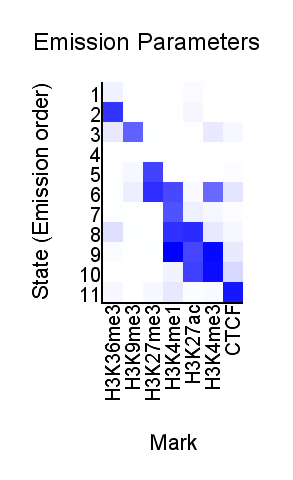 Emission Parameters
State (Emission order)
1
2
3
4
5
6
7
8
9
10
11
H3K36me3
H3K9me3
H3K27me3
H3K4me1
H3K27ac
H3K4me3
CTCF
Mark